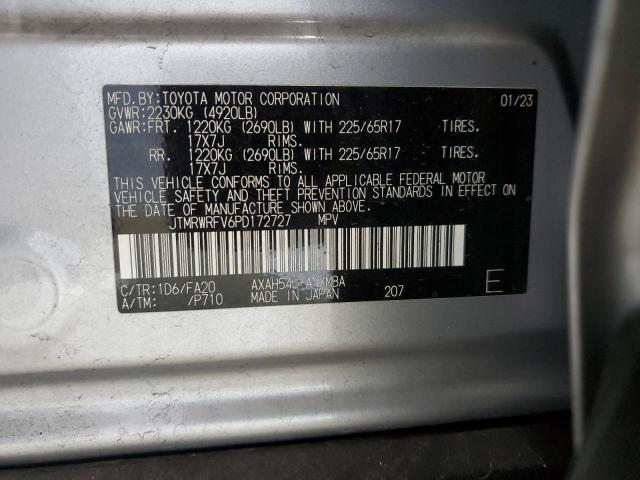 MFD.BY:TOYOTA MOTOR CORPORATION 01/23
GVWR:2230KG (4920LB)
GAWR:FRT. 1220KG (2690LB) WITH 225/65R17 TIRES.
17X7J RIMS.
RR. 1220KG (2690LB) WITH 225/65R17 TIRES.
17X7J RIMS.
THIS VEHICLE CONFORMS TO ALL APPLICABLE FEDERAL MOTOR
VEHICLE SAFETY AND THEFT PREVENTION STANDARDS IN EFFECT ON
THE DATE OF MANUFACTURE SHOWN ABOVE.
JTMRWRFV6PD172727 MPV
C/TR:1D6/FA20 AXAH54L-ANXMBA
A/TM: /P710 MADE IN JAPAN 207 E